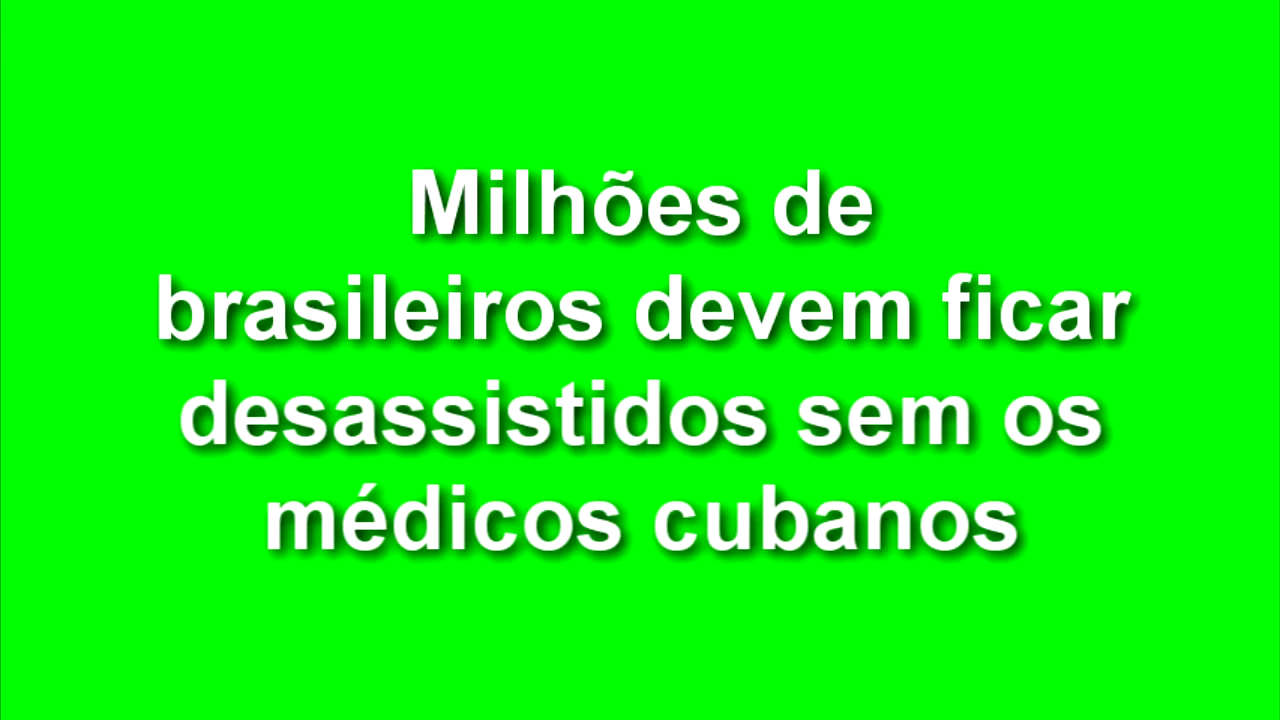 Milhões de
brasileiros devem ficar
desassistidos sem os
médicos cubanos